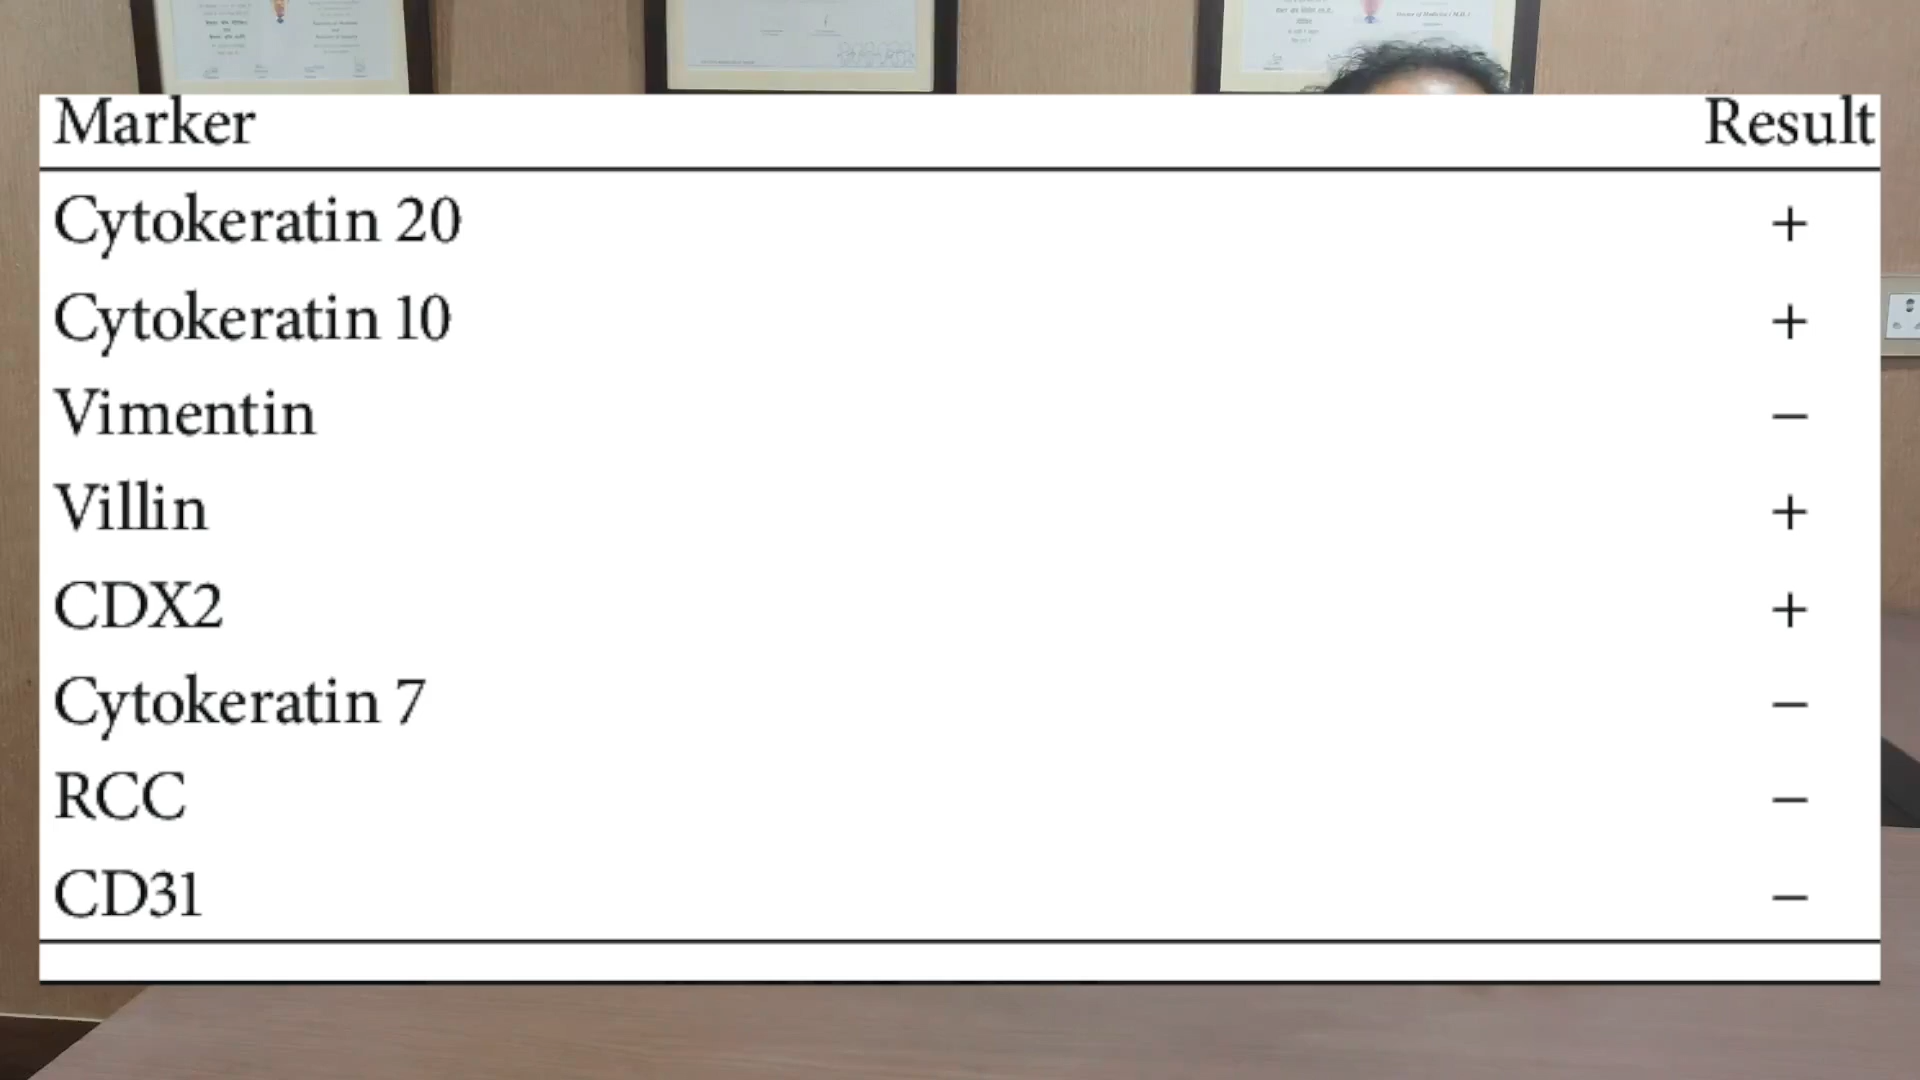 Marker Result
Cytokeratin 20 +
Cytokeratin 10 +
Vimentin −
Villin +
CDX2 +
Cytokeratin 7 −
RCC −
CD31 −